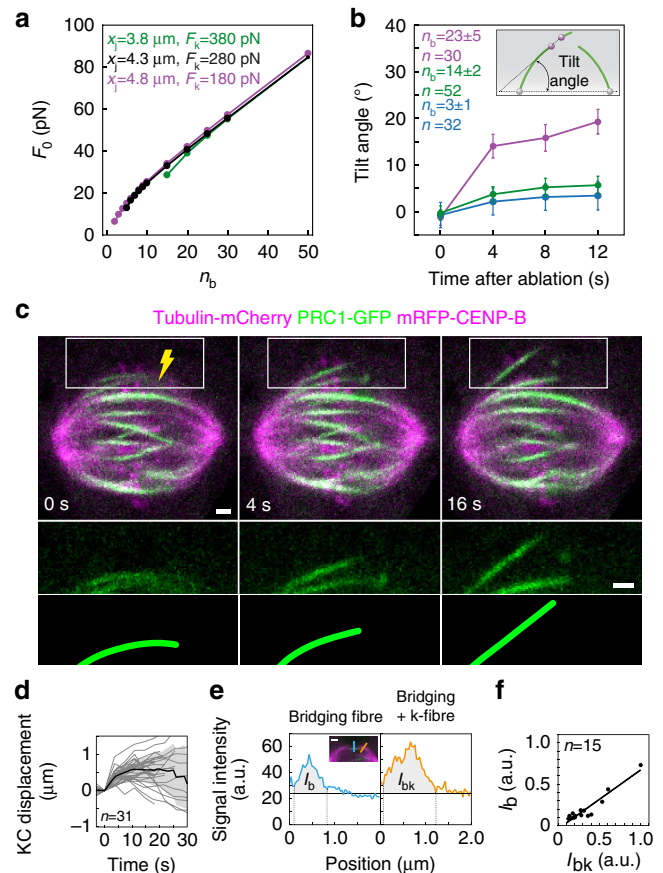 a
x_j=3.8 μm, F_k=380 pN
x_j=4.3 μm, F_k=280 pN
x_j=4.8 μm, F_k=180 pN
F_0 (pN)
100
80
60
40
20
0
0 10 20 30 40 50
n_b
b
n_b=23±5
n=30
n_b=14±2
n=52
n_b=3±1
n=32
Tilt
angle
Tilt angle (°)
40
30
20
10
0
0 4 8 12
Time after ablation (s)
c
Tubulin-mCherry PRC1-GFP mRFP-CENP-B
0 s
4 s
16 s
d
KC displacement
(μm)
1
0
−1
n=31
0 10 20 30
Time (s)
e
Signal intensity
(a.u.)
Bridging fibre
Bridging
+ k-fibre
60
40
20
0
I_b
I_bk
0 1.0 0 1.0 2.0
Position (μm)
f
I_b (a.u.)
n=15
1.0
0.5
0
0 0.5 1.0
I_bk (a.u.)